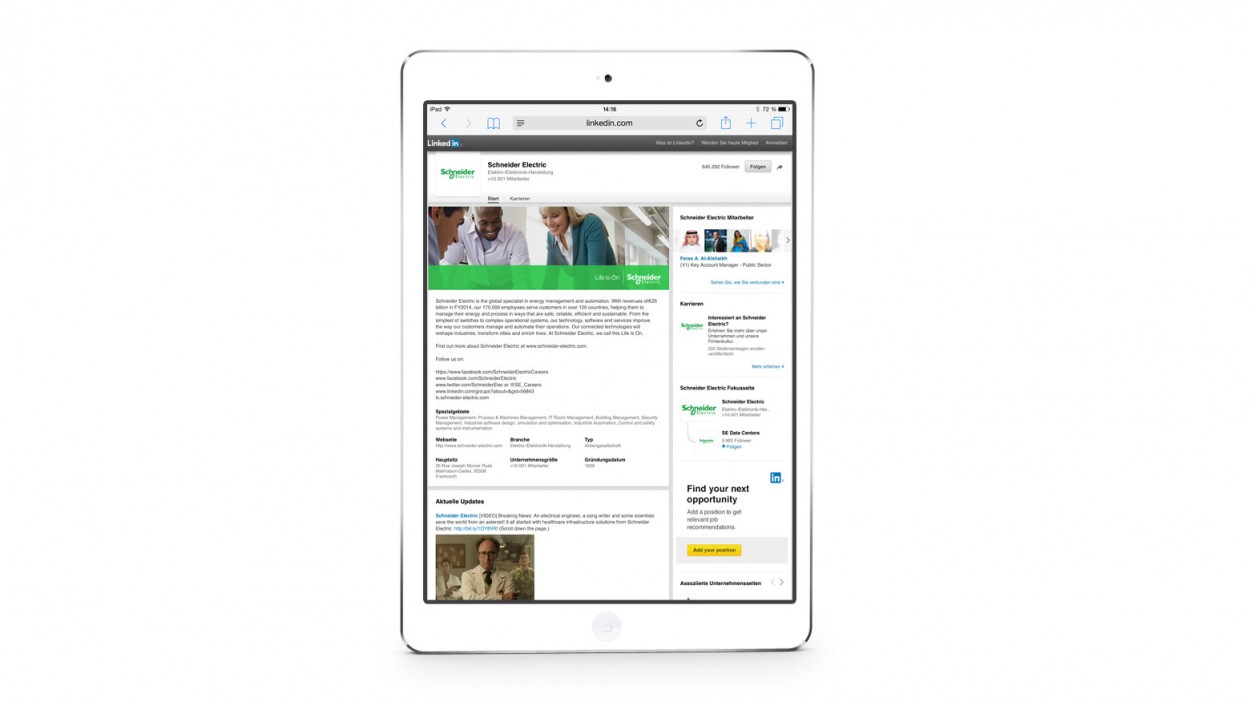 iPad
14:16
72 %
linkedin.com
Linked in
Was ist LinkedIn? Werden Sie heute Mitglied Anmelden
Schneider Electric
Schneider Electric
Elektro-/Elektronik-Herstellung
>10.001 Mitarbeiter
645.292 Follower
Folgen
Start Karrieren
Life Is On Schneider Electric
Schneider Electric is the global specialist in energy management and automation. With revenues of €25
billion in FY2014, our 170,000 employees serve customers in over 100 countries, helping them to
manage their energy and process in ways that are safe, reliable, efficient and sustainable. From the
simplest of switches to complex operational systems, our technology, software and services improve
the way our customers manage and automate their operations. Our connected technologies will
reshape industries, transform cities and enrich lives. At Schneider Electric, we call this Life Is On.
Find out more about Schneider Electric at www.schneider-electric.com.
Follow us on:
https://www.facebook.com/SchneiderElectricCareers
www.facebook.com/SchneiderElectric
www.twitter.com/SchneiderElec or @SE_Careers
www.linkedin.com/groups?about=&gid=56843
tv.schneider-electric.com
Spezialgebiete
Power Management, Process & Machines Management, IT Room Management, Building Management, Security
Management, Industrial software design, simulation and optimisation, Industrial Automation, Control and safety
systems and instrumentation
Webseite Branche Typ
http://www.schneider-electric.com Elektro-/Elektronik-Herstellung Aktiengesellschaft
Hauptsitz Unternehmensgröße Gründungsdatum
35 Rue Joseph Monier Rueil >10.001 Mitarbeiter 1836
Malmaison Cedex, 92506
Frankreich
Aktuelle Updates
Schneider Electric [VIDEO] Breaking News: An electrical engineer, a song writer and some scientists
save the world from an asteroid! It all started with healthcare infrastructure solutions from Schneider
Electric. (Scroll down the page.)
Schneider Electric Mitarbeiter
Feras A. Al-Alshaikh
(V1) Key Account Manager - Public Sector
Sehen Sie, wie Sie verbunden sind
Karrieren
Schneider Electric
Interessiert an Schneider
Electric?
Erfahren Sie mehr über unser
Unternehmen und unsere
Firmenkultur.
Stellenanzeigen wurden
veröffentlicht.
Mehr erfahren
Schneider Electric Fokusseite
Schneider Electric
Schneider Electric
Elektro-/Elektronik-Her...
>10.001 Mitarbeiter
SE Data Centers
Follower
Folgen
in
Find your next
opportunity
Add a position to get
relevant job
recommendations.
Add your position
Assoziierte Unternehmensseiten